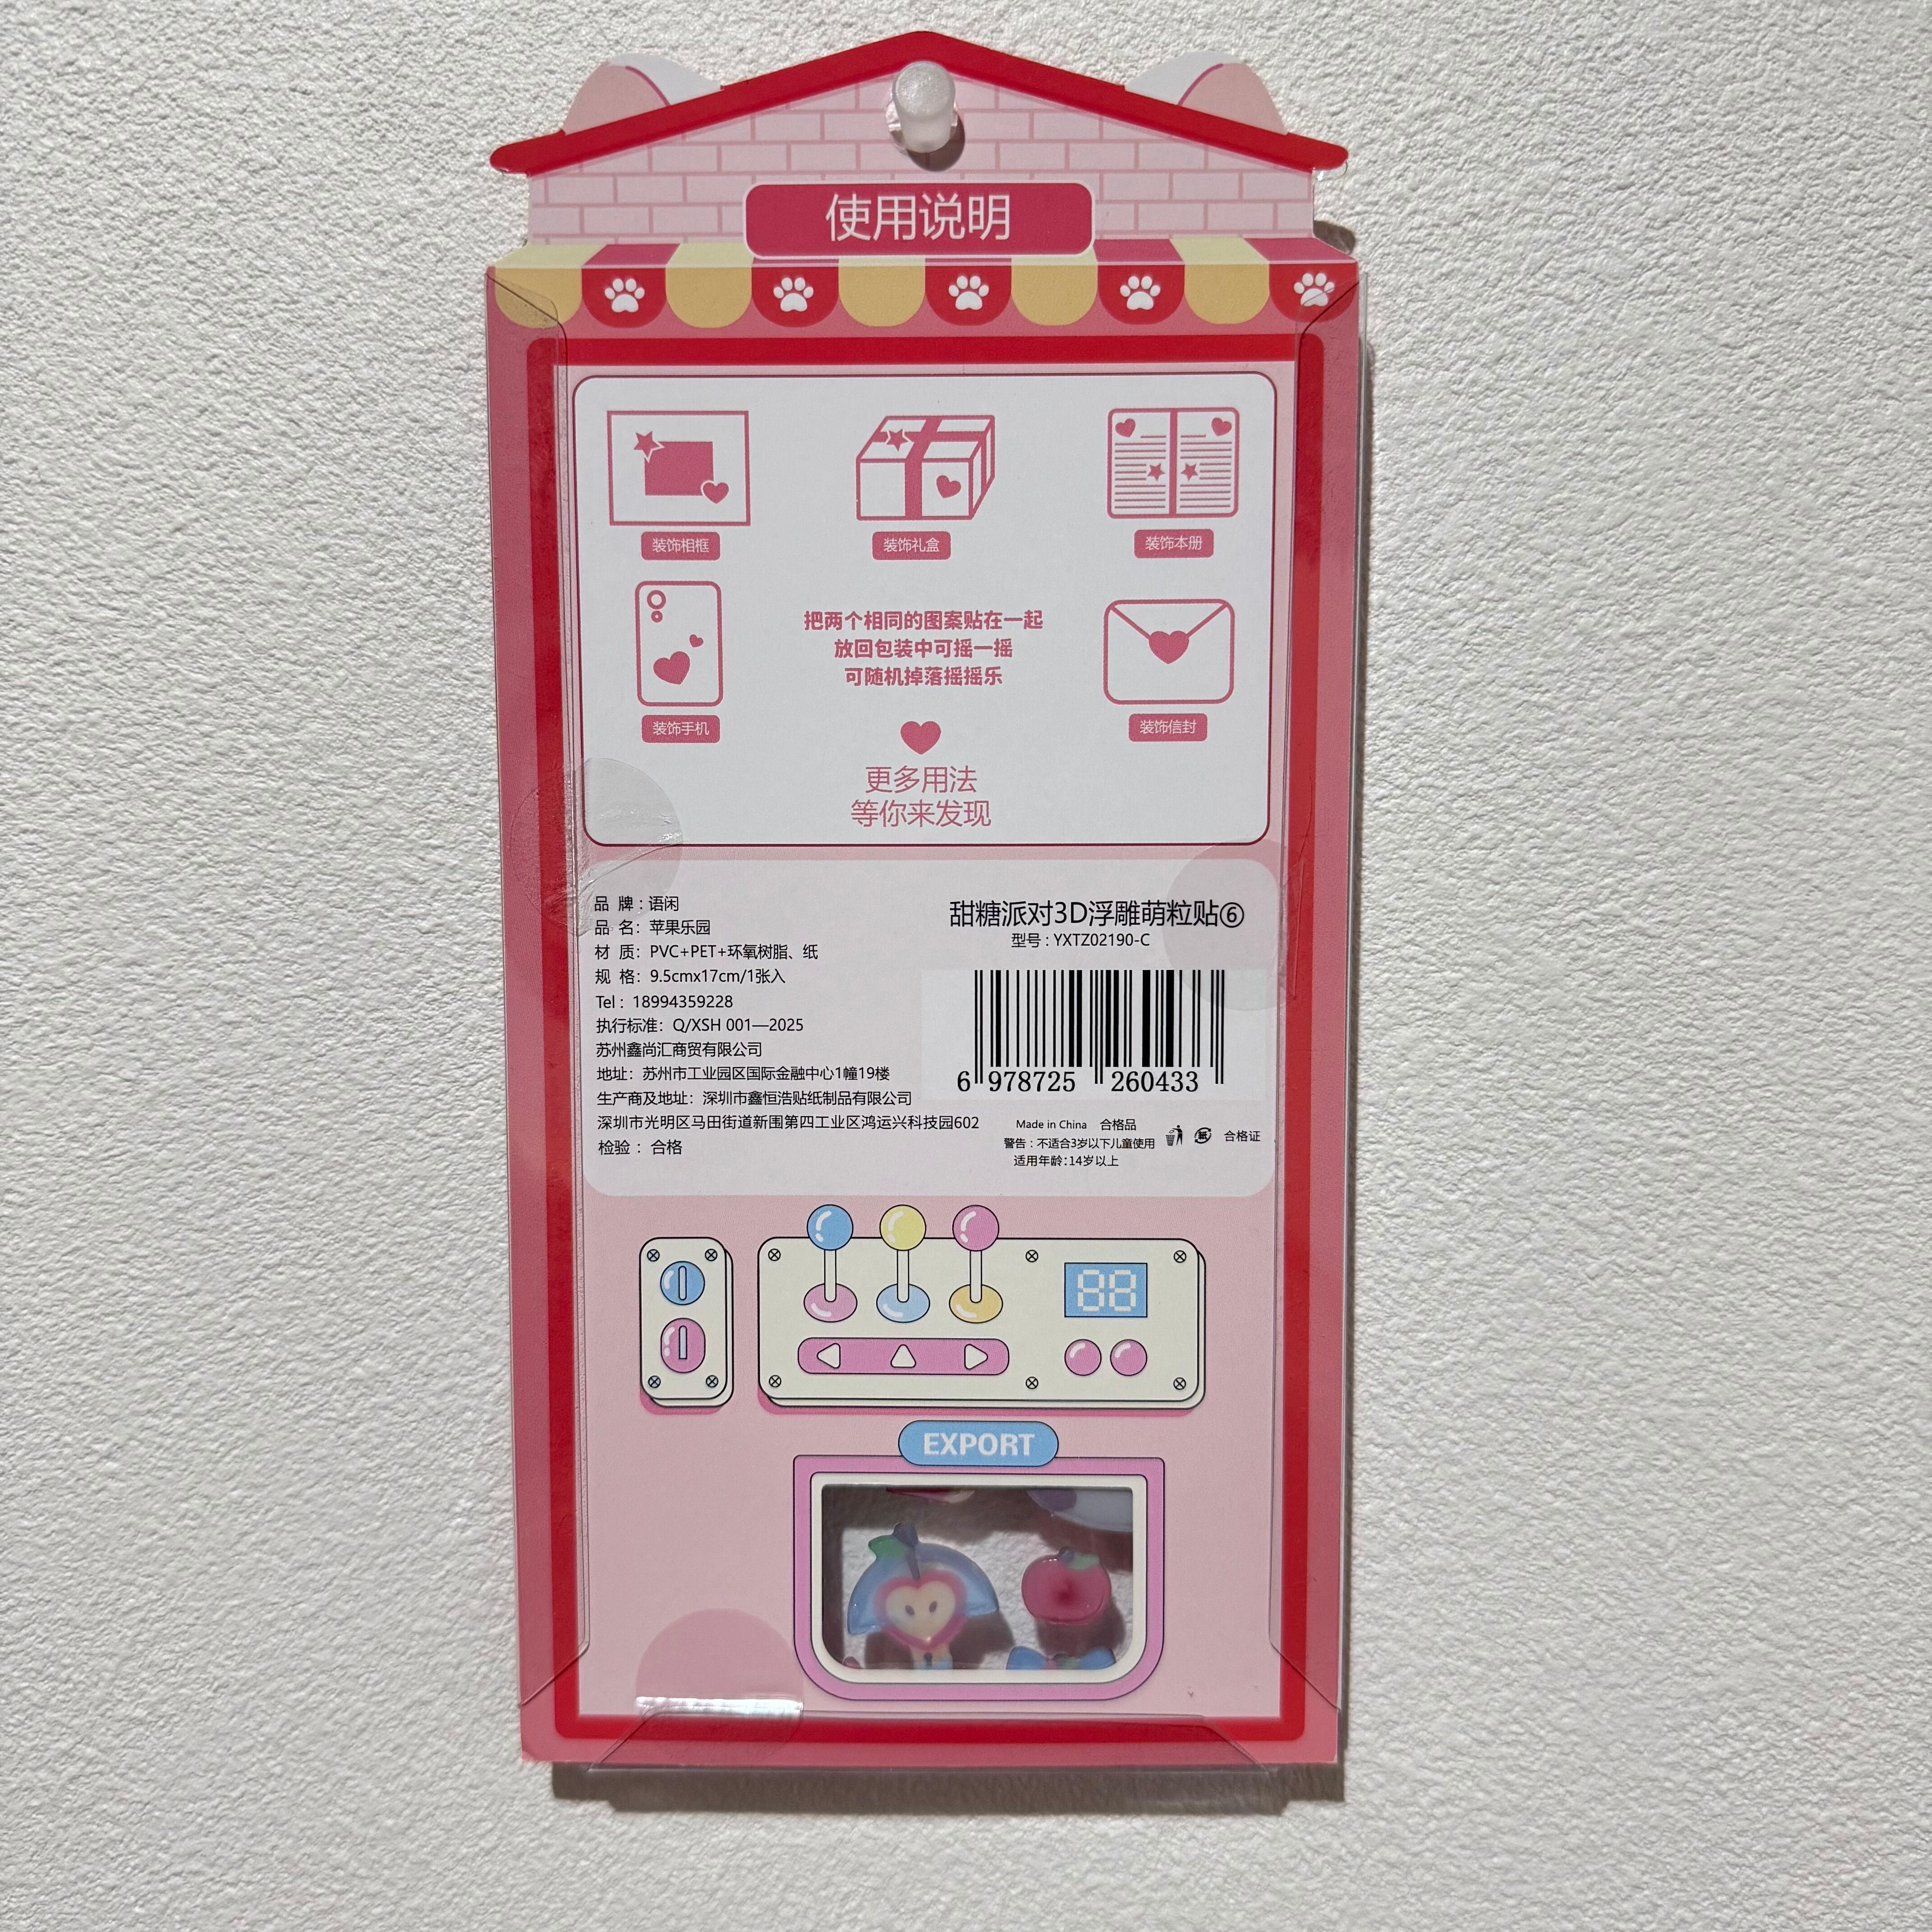 使用说明
装饰相框
装饰礼盒
装饰本册
装饰手机
把两个相同的图案贴在一起
放回包装中可摇一摇
可随机掉落摇摇乐
装饰信封
更多用法
等你来发现
品 牌：语闲
品 名：苹果乐园
材 质：PVC+PET+环氧树脂、纸
规 格：9.5cmx17cm/1张入
Tel：18994359228
执行标准：Q/XSH 001—2025
苏州鑫尚汇商贸有限公司
地址：苏州市工业园区国际金融中心1幢19楼
生产商及地址：深圳市鑫恒浩贴纸制品有限公司
深圳市光明区马田街道新围第四工业区鸿运兴科技园602
检验：合格
甜糖派对3D浮雕萌粒贴⑥
型号：YXTZ02190-C
6 978725 260433
Made in China 合格品
警告：不适合3岁以下儿童使用
适用年龄：14岁以上
纸
合格证
88
EXPORT